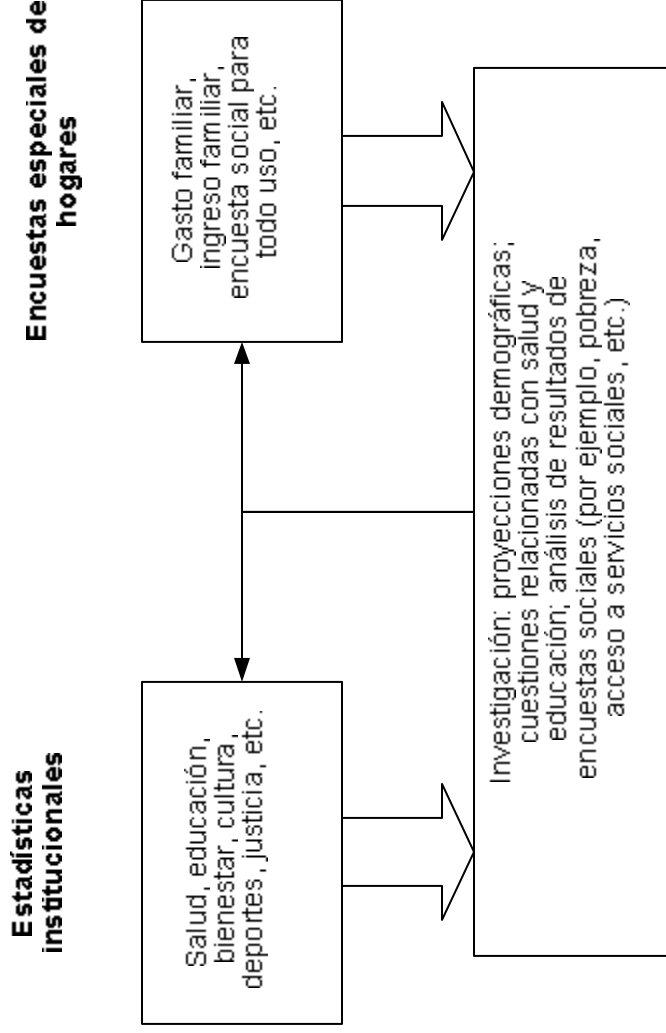 Estadísticas
institucionales
Encuestas especiales de
hogares
Salud, educación,
bienestar, cultura,
deportes, justicia, etc.
Gasto familiar,
ingreso familiar,
encuesta social para
todo uso, etc.
Investigación: proyecciones demográficas;
cuestiones relacionadas con salud y
educación; análisis de resultados de
encuestas sociales (por ejemplo, pobreza,
acceso a servicios sociales, etc.)